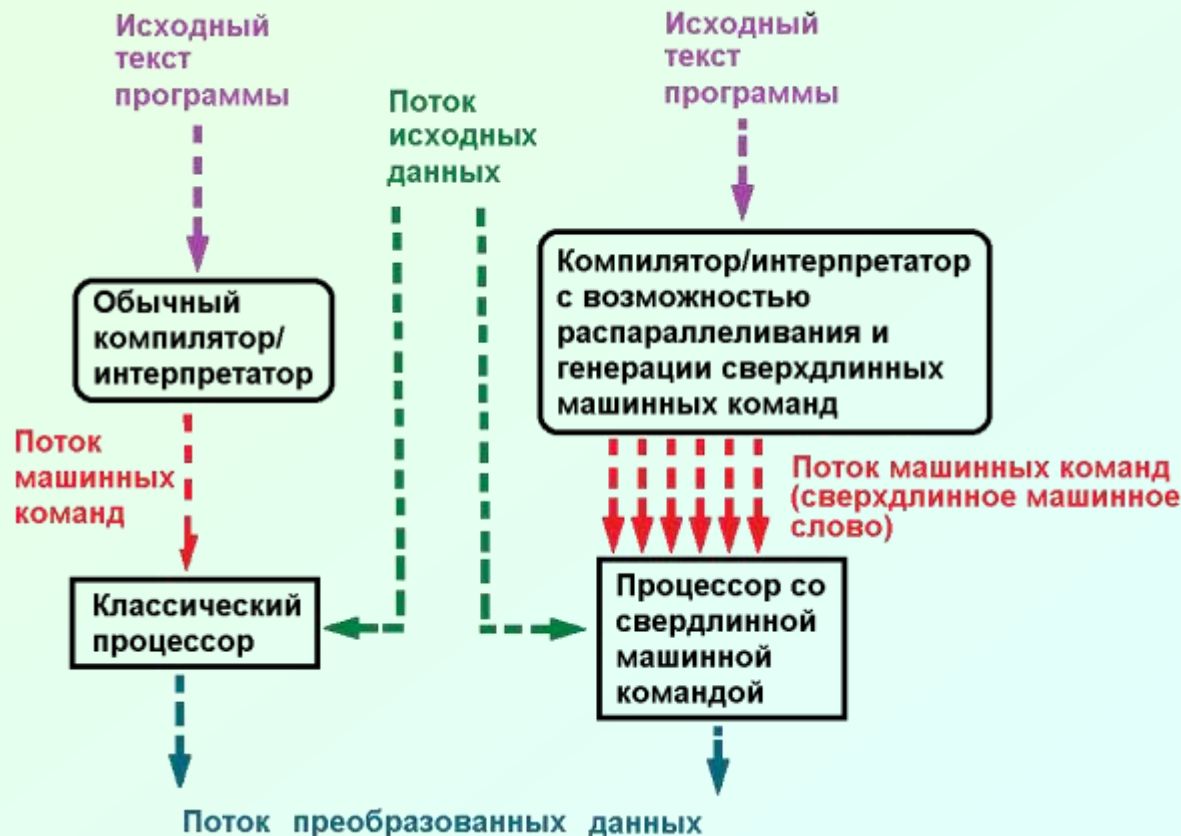 Исходный
текст
программы
Исходный
текст
программы
Поток
исходных
данных
Обычный
компилятор/
интерпретатор
Компилятор/интерпретатор
с возможностью
распараллеливания и
генерации сверхдлинных
машинных команд
Поток
машинных
команд
Поток машинных команд
(сверхдлинное машинное
слово)
Классический
процессор
Процессор со
свердлинной
машинной
командой
Поток преобразованных данных